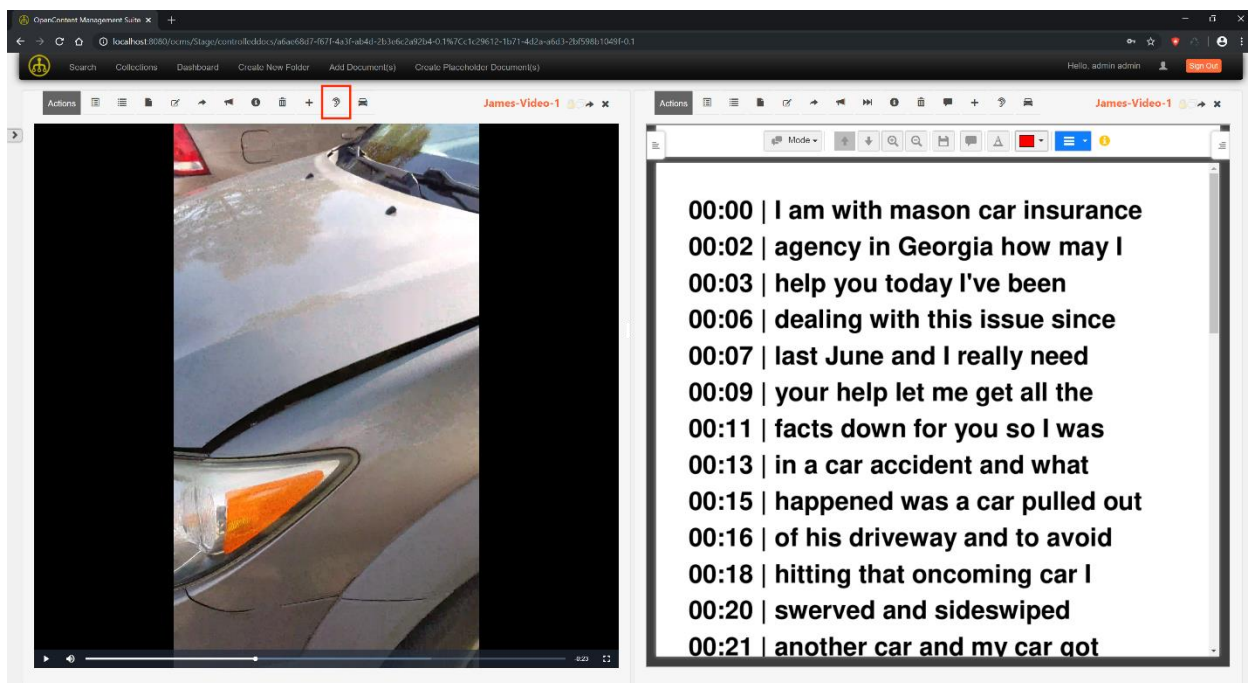 OpenContent Management Suite
localhost:8080/ocms/Stage/controlleddocs/a6ae68d7-f67f-4a3f-ab4d-2b3e6c2a92b4-0.1%7Cc1c29612-1b71-4d2a-a6d3-2bf598b1049f-0.1
Search Collections Dashboard Create New Folder Add Document(s) Create Placeholder Document(s)
Hello, admin admin Sign Out
Actions James-Video-1
Actions James-Video-1
Mode
00:00 | I am with mason car insurance
00:02 | agency in Georgia how may I
00:03 | help you today I've been
00:06 | dealing with this issue since
00:07 | last June and I really need
00:09 | your help let me get all the
00:11 | facts down for you so I was
00:13 | in a car accident and what
00:15 | happened was a car pulled out
00:16 | of his driveway and to avoid
00:18 | hitting that oncoming car I
00:20 | swerved and sideswiped
00:21 | another car and my car got
-0:23